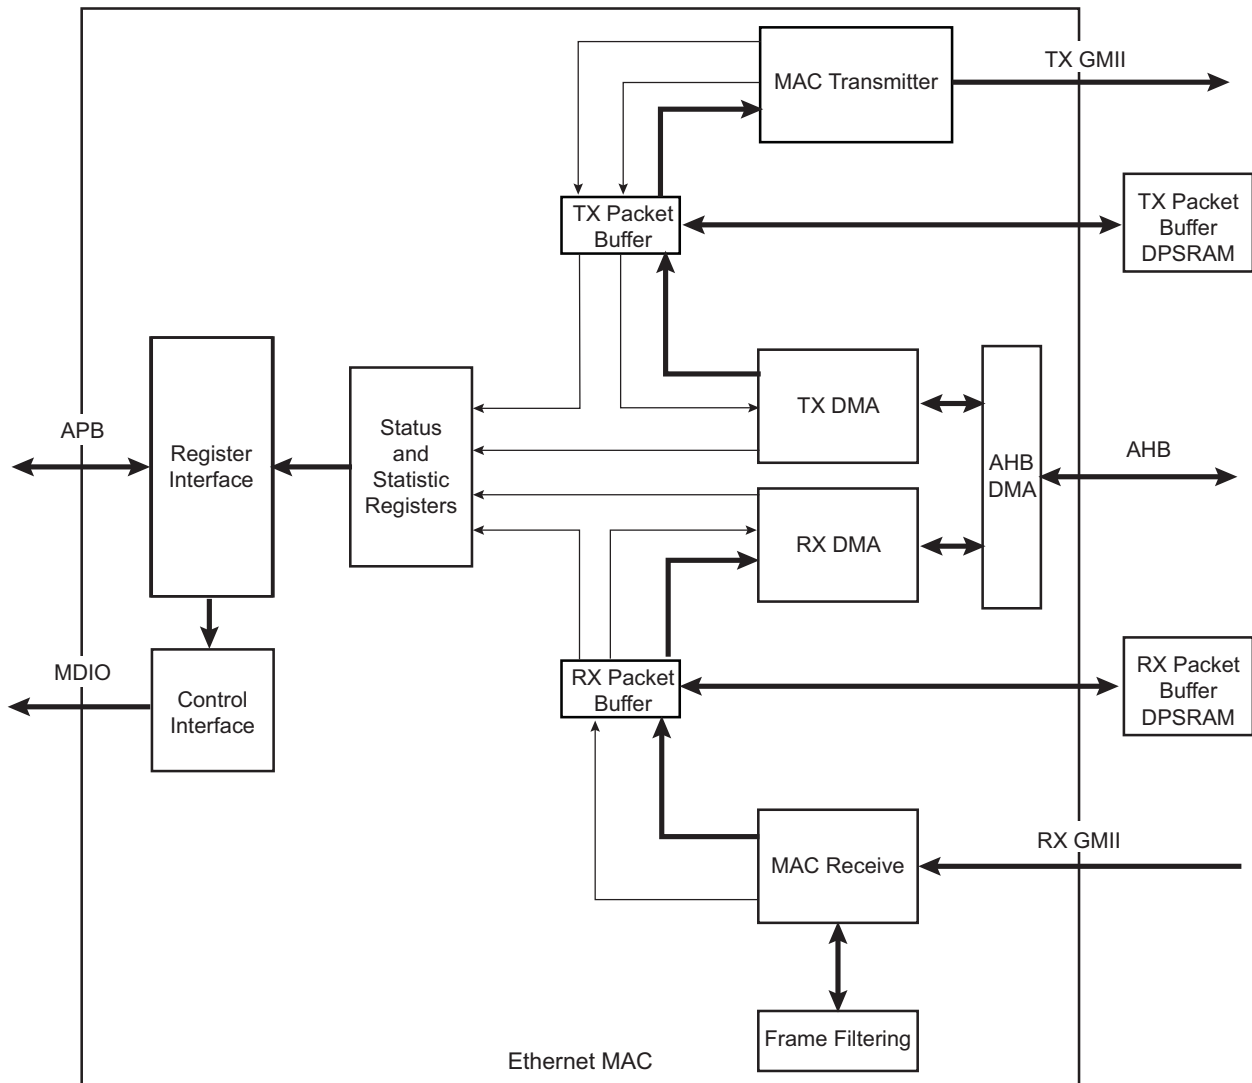 TX GMII
MAC Transmitter
TX Packet
Buffer
TX Packet
Buffer
DPSRAM
APB
Register
Interface
Status
and
Statistic
Registers
TX DMA
AHB
DMA
AHB
RX DMA
MDIO
Control
Interface
RX Packet
Buffer
RX Packet
Buffer
DPSRAM
MAC Receive
RX GMII
Frame Filtering
Ethernet MAC